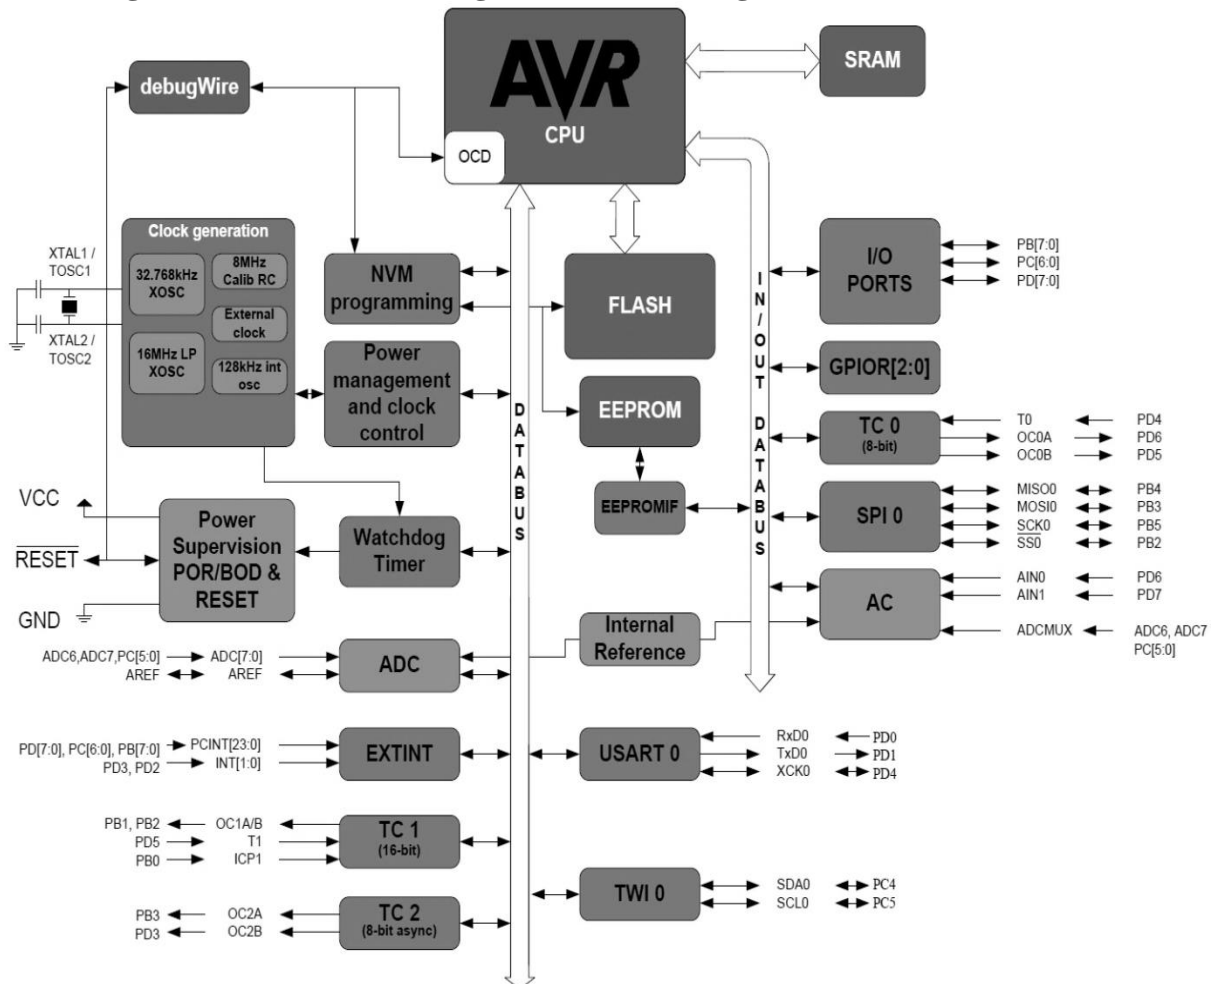 AVR
CPU
OCD
SRAM
debugWire
Clock generation
XTAL1 /
TOSC1
32.768kHz
XOSC
8MHz
Calib RC
External
clock
XTAL2 /
TOSC2
16MHz LP
XOSC
128kHz int
osc
NVM
programming
FLASH
Power
management
and clock
control
EEPROM
EEPROMIF
DATABUS
IN/OUT DATABUS
I/O
PORTS
PB[7:0]
PC[6:0]
PD[7:0]
GPIOR[2:0]
TC 0
(8-bit)
T0 PD4
OC0A PD6
OC0B PD5
SPI 0
MISO0 PB4
MOSI0 PB3
SCK0 PB5
SS0 PB2
AC
AIN0 PD6
AIN1 PD7
ADCMUX ADC6, ADC7
PC[5:0]
VCC
RESET
GND
Power
Supervision
POR/BOD &
RESET
Watchdog
Timer
Internal
Reference
ADC6,ADC7,PC[5:0] ADC[7:0]
AREF AREF
ADC
PD[7:0], PC[6:0], PB[7:0] PCINT[23:0]
PD3, PD2 INT[1:0]
EXTINT
USART 0
RxD0 PD0
TxD0 PD1
XCK0 PD4
PB1, PB2 OC1A/B
PD5 T1
PB0 ICP1
TC 1
(16-bit)
TWI 0
SDA0 PC4
SCL0 PC5
PB3 OC2A
PD3 OC2B
TC 2
(8-bit async)